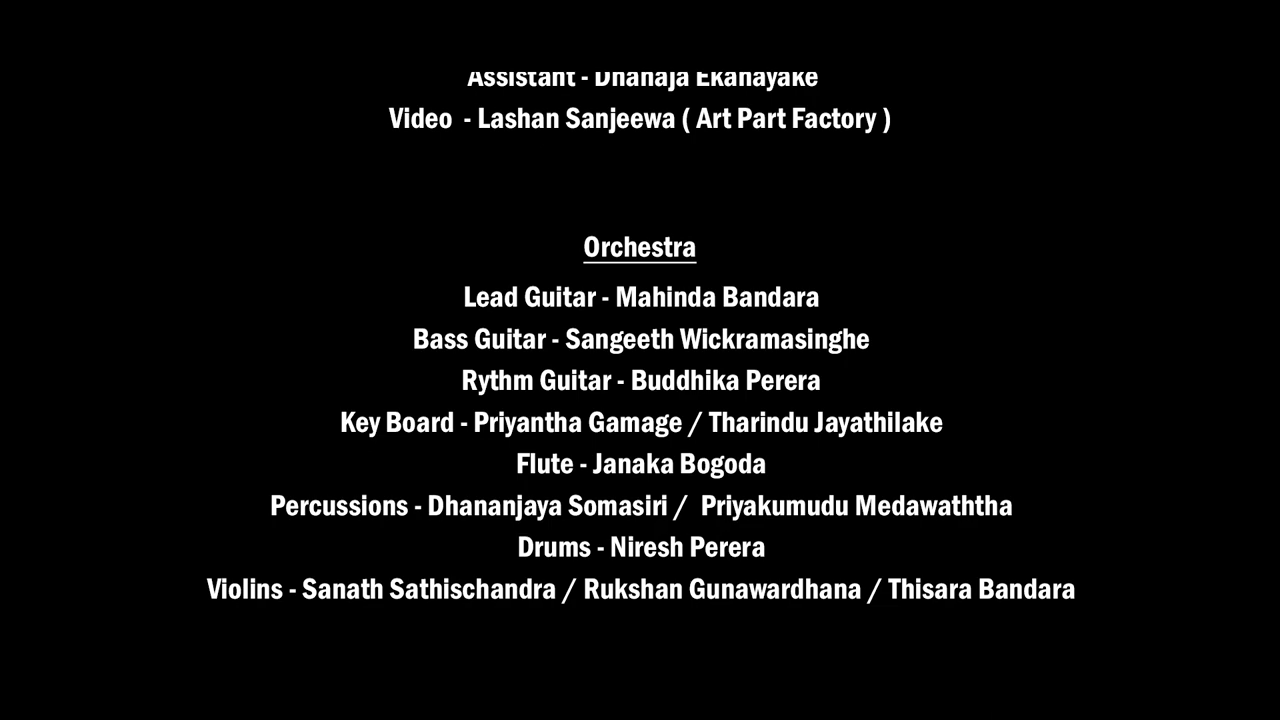 Assistant - Dhanaja Ekanayake
Video - Lashan Sanjeewa ( Art Part Factory )
Orchestra
Lead Guitar - Mahinda Bandara
Bass Guitar - Sangeeth Wickramasinghe
Rythm Guitar - Buddhika Perera
Key Board - Priyantha Gamage / Tharindu Jayathilake
Flute - Janaka Bogoda
Percussions - Dhananjaya Somasiri / Priyakumudu Medawaththa
Drums - Niresh Perera
Violins - Sanath Sathischandra / Rukshan Gunawardhana / Thisara Bandara